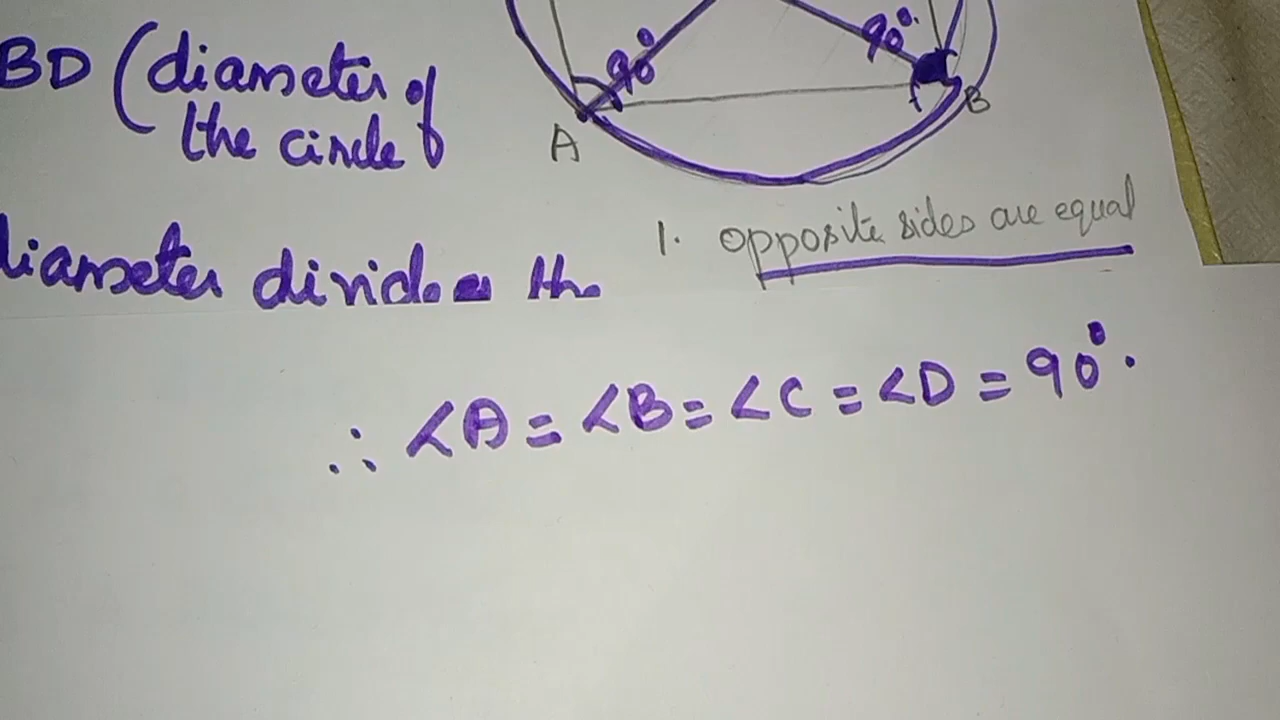 90° 90°.
BD (diameter of
the circle
A B
1. opposite sides are equal
diameter divides the
∴ ∠A = ∠B = ∠C = ∠D = 90°.